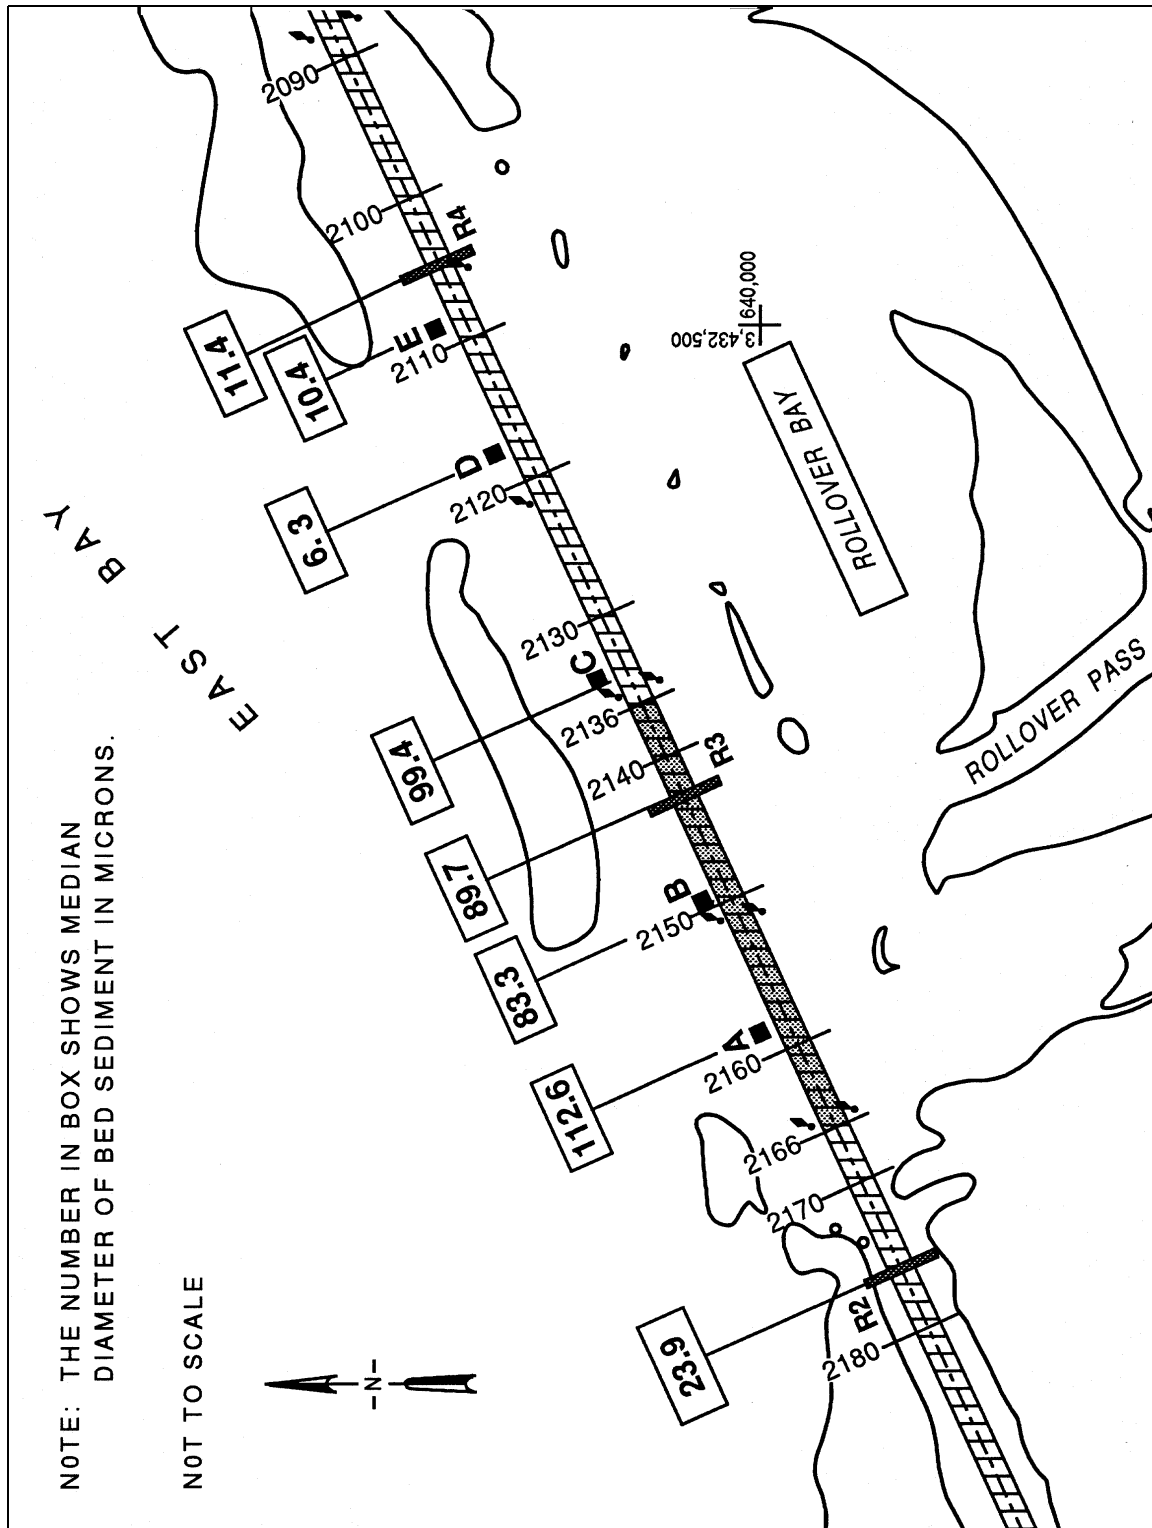 NOTE: THE NUMBER IN BOX SHOWS MEDIAN
DIAMETER OF BED SEDIMENT IN MICRONS.
NOT TO SCALE
-N-
EAST BAY
2090
2100
R4
11.4
10.4
E
2110
D
2120
6.3
2130
C
2136
99.4
2140
R3
89.7
B
2150
83.3
A
2160
112.6
2166
2170
R2
2180
23.9
3,432,500
640,000
ROLLOVER BAY
ROLLOVER PASS